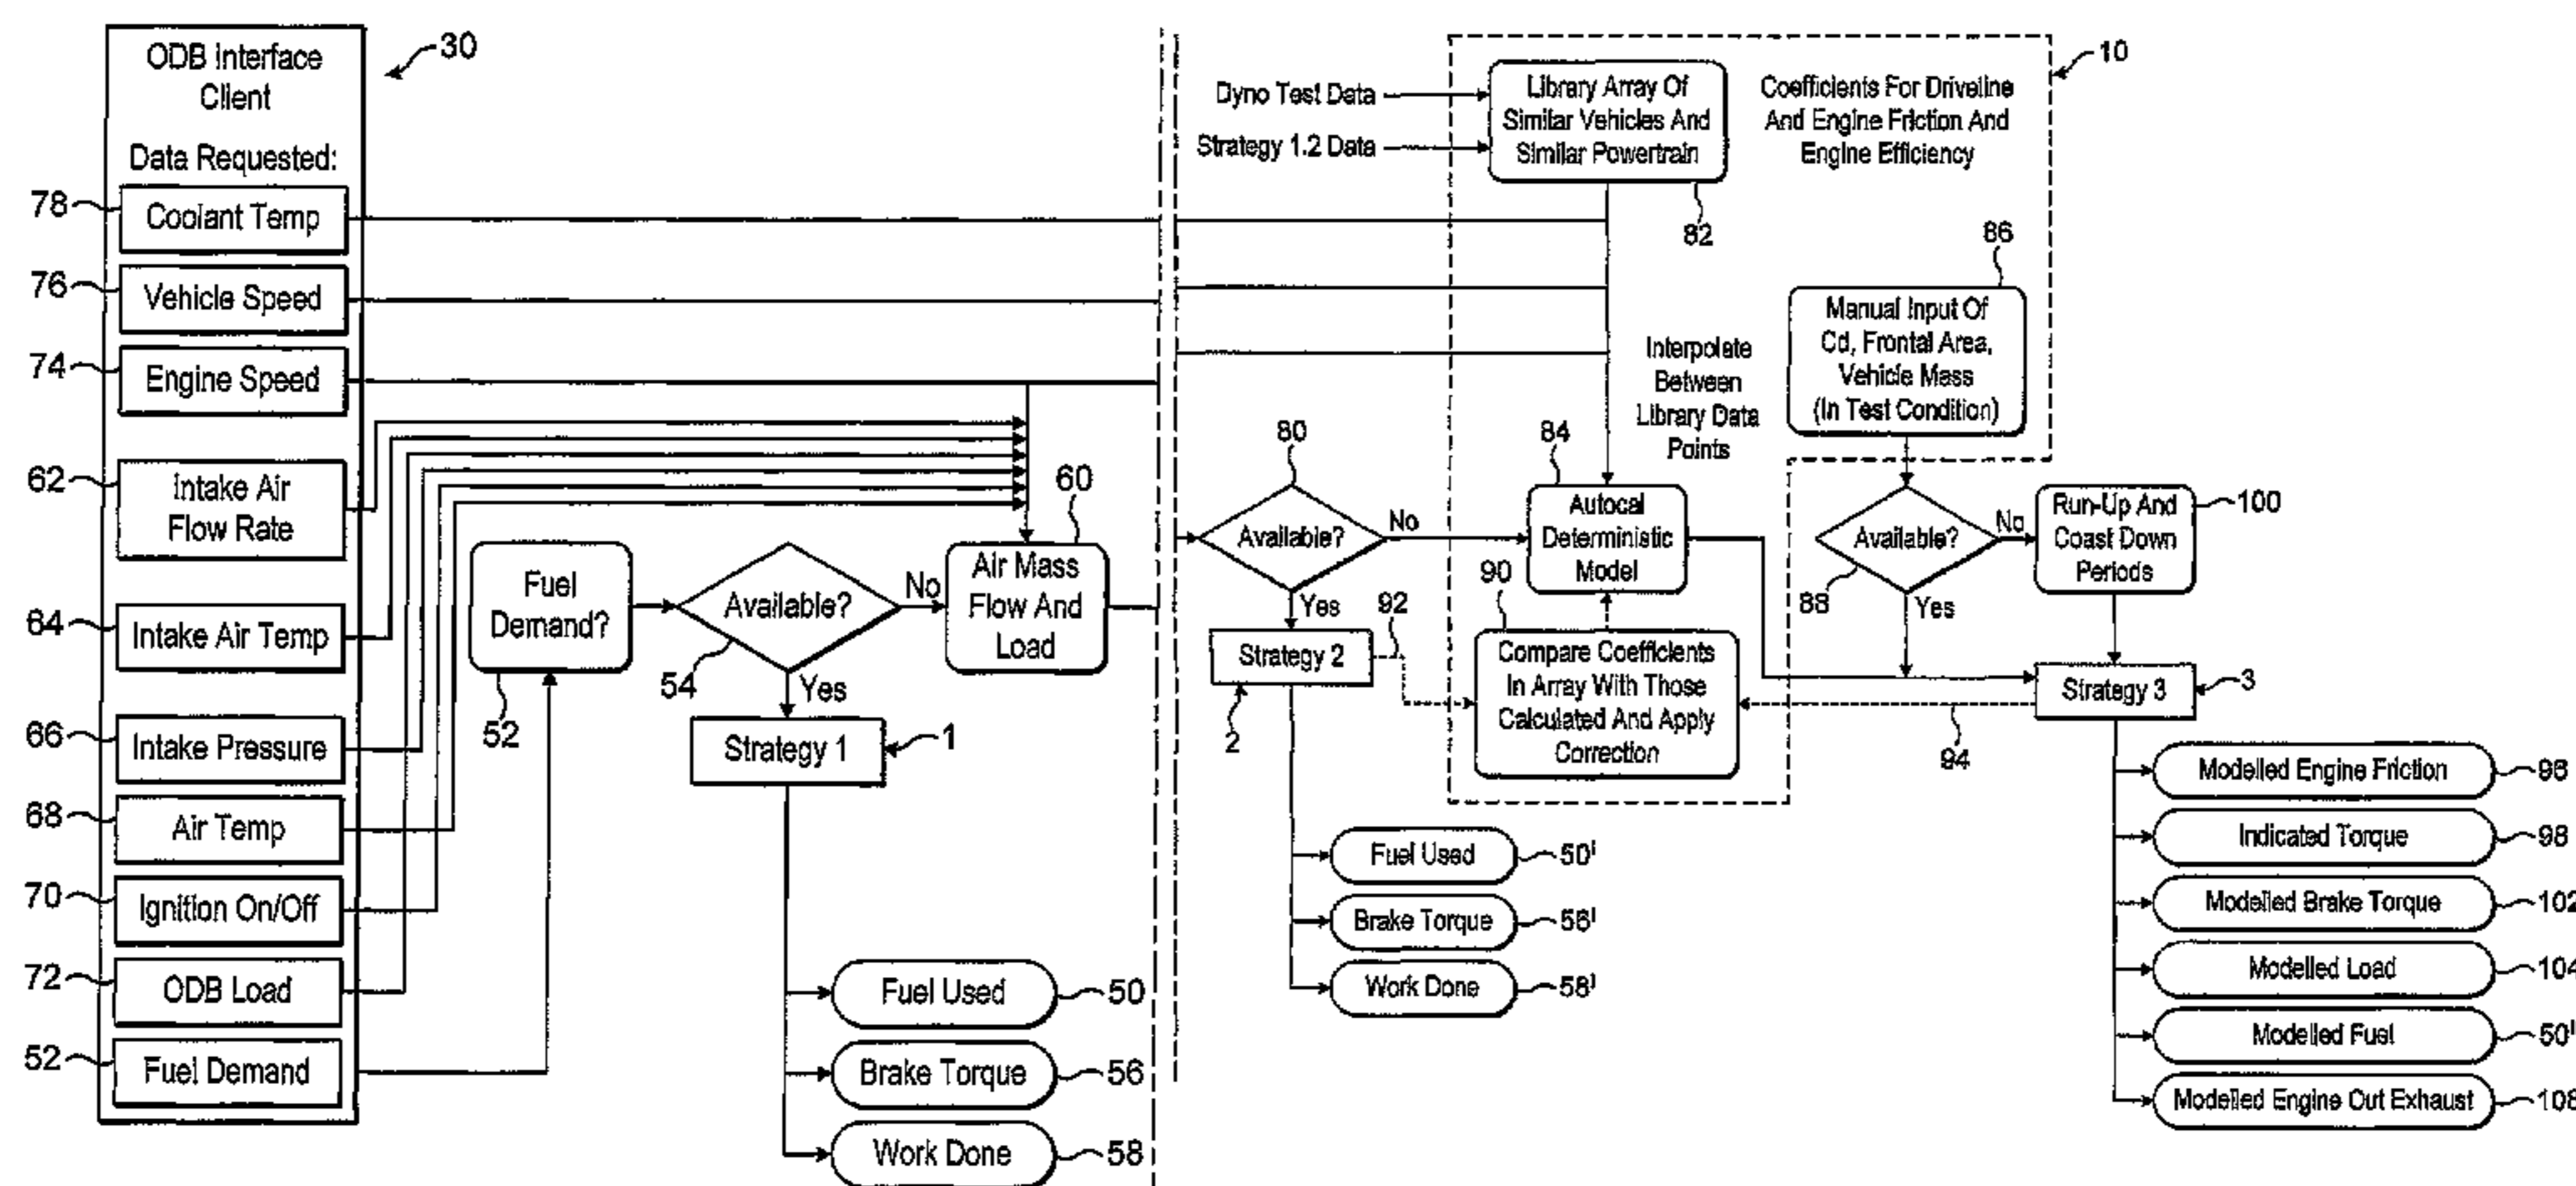 ODB Interface
Client
30
Data Requested:
78
Coolant Temp
76
Vehicle Speed
74
Engine Speed
62
Intake Air
Flow Rate
64
Intake Air Temp
66
Intake Pressure
68
Air Temp
70
Ignition On/Off
72
ODB Load
52
Fuel Demand
Fuel
Demand?
52
Available?
54
No
Yes
60
Air Mass
Flow And
Load
Strategy 1
1
Fuel Used
50
Brake Torque
56
Work Done
58
Dyno Test Data
Strategy 1.2 Data
Library Array Of
Similar Vehicles And
Similar Powertrain
82
Coefficients For Driveline
And Engine Friction And
Engine Efficiency
10
86
Manual Input Of
Cd, Frontal Area,
Vehicle Mass
(In Test Condition)
Interpolate
Between
Library Data
Points
80
Available?
No
Yes
84
Autocal
Deterministic
Model
Available?
88
No
Yes
Run-Up And
Coast Down
Periods
100
Strategy 2
2
92
90
Compare Coefficients
In Array With Those
Calculated And Apply
Correction
94
Strategy 3
3
Fuel Used
50'
Brake Torque
56'
Work Done
58'
Modelled Engine Friction
96
Indicated Torque
98
Modelled Brake Torque
102
Modelled Load
104
Modelled Fuel
50'
Modelled Engine Out Exhaust
108